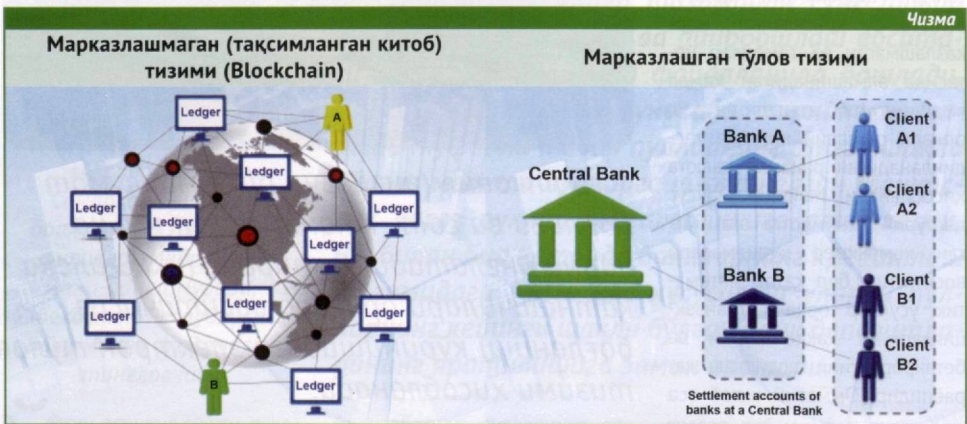 Чизма
Марказлашмаган (тақсимланган китоб)
тизими (Blockchain)
Ledger
A
Ledger
Ledger
Ledger
Ledger
Ledger
Ledger
Ledger
Ledger
B
Ledger
Марказлашган тўлов тизими
Central Bank
Bank A
Bank B
Client
A1
Client
A2
Client
B1
Client
B2
Settlement accounts of
banks at a Central Bank